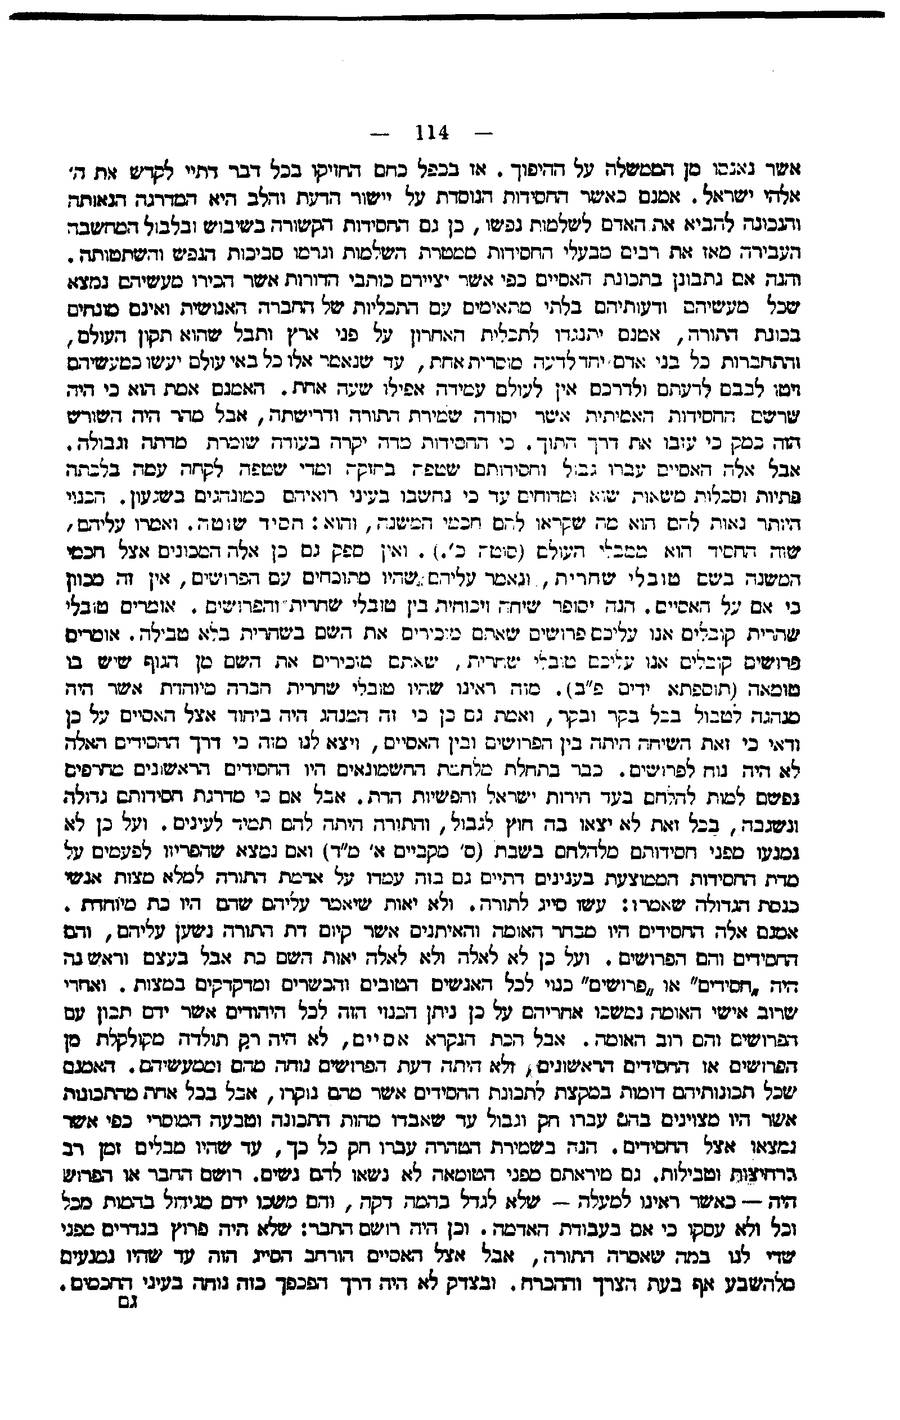 — 114 —
אשר נאנסו מן הממשלה על ההיפוך. אז בכפל כחם החזיקו בכל דבר דתיי לקדש את ה'
אלהי ישראל. אמנם כאשר החסידות הנוסדת על יישור הדעת והלב היא המדרגה הנאותה
והנכונה להביא את האדם לשלמות נפשו, כן גם החסידות הקשורה בשיבוש ובלבול המחשבה
העבירה מאז את רבים מבעלי החסידות ממטרת השלמות וגרמו סביכות הנפש והשתטותה.
והנה אם נתבונן בתכונת האסיים כפי אשר יציירם כותבי הדורות אשר הכירו מעשיהם נמצא
שכל מעשיהם ודעותיהם בלתי מתאימים עם התכליות של החברה האנושית ואינם מונחים
בכונת התורה, אמנם יתנגדו לתכלית האחרון על פני ארץ ותבל שהוא תקון העולם,
והתחברות כל בני אדם יחד לדעה מוסרית אחת, עד שנאמר אלו כל באי עולם יעשו כמעשיהם
ויטו לבבם לדעתם ולדרכם אין לעולם עמידה אפילו שעה אחת. האמנם אמת הוא כי היה
שרשם החסידות האמיתית אשר יסודה שמירת התורה ודרישתה, אבל מהר היה השורש
הזה כמק כי עזבו את דרך התוך. כי החסידות מדה יקרה בעודה שומרת מדתה וגבולה.
אבל אלה האסיים עברו גבול וחסידותם שטפה בחוקה ומדי שטפה לקחה עמה בלכתה
פתיות וסכלות משאות שוא ומדוחים עד כי נחשבו בעיני רואיהם כמונהגים בשגעון. הכנוי
היותר נאות להם הוא מה שקראו להם חכמי המשנה, והוא: חסיד שוטה. ואמרו עליהם,
שזה החסיד הוא ממבלי העולם (סוטה כ'.). ואין ספק גם כן אלה המכונים אצל חכמי
המשנה בשם טובלי שחרית, ונאמר עליהם שהיו מתוכחים עם הפרושים, אין זה מכוון
כי אם על האסיים. הנה יסופר שיחה ויכוחית בין טובלי שחרית והפרושים. אומרים טובלי
שחרית קובלים אנו עליכם פרושים שאתם מזכירים את השם בשחרית בלא טבילה. אומרים
פרושים קובלים אנו עליכם טובלי שחרית, שאתם מזכירים את השם מן הגוף שיש בו
טומאה (תוספתא ידים פ"ב). מזה ראינו שהיו טובלי שחרית חברה מיוחדת אשר היה
מנהגה לטבול בכל בקר ובקר, ואמת גם כן כי זה המנהג היה ביחוד אצל האסיים על כן
ודאי כי זאת השיחה היתה בין הפרושים ובין האסיים, ויצא לנו מזה כי דרך החסידים האלה
לא היה נוח לפרושים. כבר בתחלת מלחמת החשמונאים היו החסידים הראשונים מחרפים
נפשם למות להלחם בעד חירות ישראל וחפשיות הדת. אבל אם כי מדרגת חסידותם גדולה
ונשגבה, בכל זאת לא יצאו בה חוץ לגבול, והתורה היתה להם תמיד לעינים. ועל כן לא
נמנעו מפני חסידותם מלהלחם בשבת (ס' מקביים א' מ"ד) ואם נמצא שהפריזו לפעמים על
מדת החסידות הממוצעת בענינים דתיים גם בזה עמדו על אדמת התורה למלא מצות אנשי
כנסת הגדולה שאמרו: עשו סייג לתורה. ולא יאות שיאמר עליהם שהם היו כת מיוחדת.
אמנם אלה החסידים היו מבחר האומה והאיתנים אשר קיום דת התורה נשען עליהם, והם
החסידים והם הפרושים. ועל כן לא לאלה ולא לאלה יאות השם כת אבל בעצם וראשונה
היה „חסידים" או „פרושים" כנוי לכל האנשים הטובים והכשרים ומדקדקים במצות. ואחרי
שרוב אישי האומה נמשכו אחריהם על כן ניתן הכנוי הזה לכל היהודים אשר ידם תכון עם
הפרושים והם רוב האומה. אבל הכת הנקרא אסיים, לא היה רק תולדה מקולקלת מן
הפרושים או החסידים הראשונים, ולא היתה דעת הפרושים נוחה מהם וממעשיהם. האמנם
שכל תכונותיהם דומות במקצת לתכונת החסידים אשר מהם נוקרו, אבל בכל אחה מהתכונות
אשר היו מצוינים בהם עברו חק וגבול עד שאבדו מהות התכונה וטבעה המוסרי כפי אשר
נמצאו אצל החסידים. הנה בשמירת הטהרה עברו חק כל כך, עד שהיו מבלים זמן רב
ברחיצות וטבילות. גם מיראתם מפני הטומאה לא נשאו להם נשים. רושם החבר או הפרוש
היה — כאשר ראינו למעלה — שלא לגדל בהמה דקה, והם משכו ידם מגידול בהמות מכל
וכל ולא עסקו כי אם בעבודת האדמה. וכן היה רושם החבר: שלא היה פרוץ בנדרים מפני
שדי לנו במה שאסרה התורה, אבל אצל האסיים הורחב הסייג הזה עד שהיו נמנעים
מלהשבע אף בעת הצרך וההכרח. ובצדק לא היה דרך הפכפך כזה נוחה בעיני החכמים.
גם